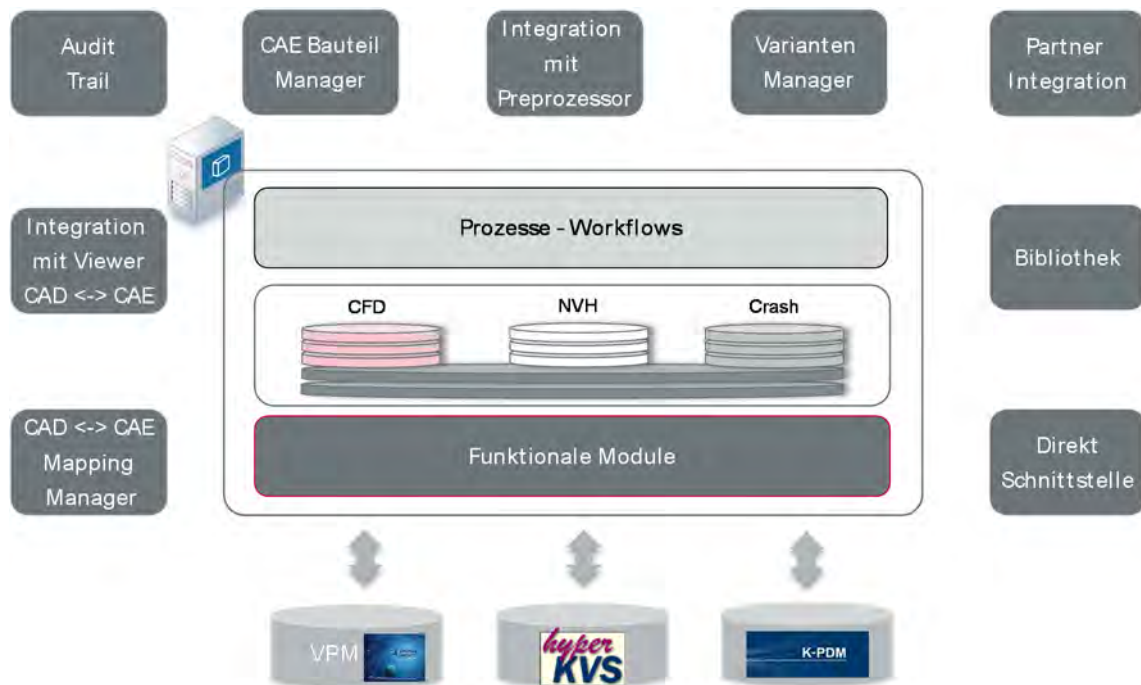 Audit
Trail
CAE Bauteil
Manager
Integration
mit
Preprozessor
Varianten
Manager
Partner
Integration
Integration
mit Viewer
CAD <-> CAE
Prozesse - Workflows
Bibliothek
CFD
NVH
Crash
CAD <-> CAE
Mapping
Manager
Funktionale Module
Direkt
Schnittstelle
VPM
hyper
KVS
K-PDM